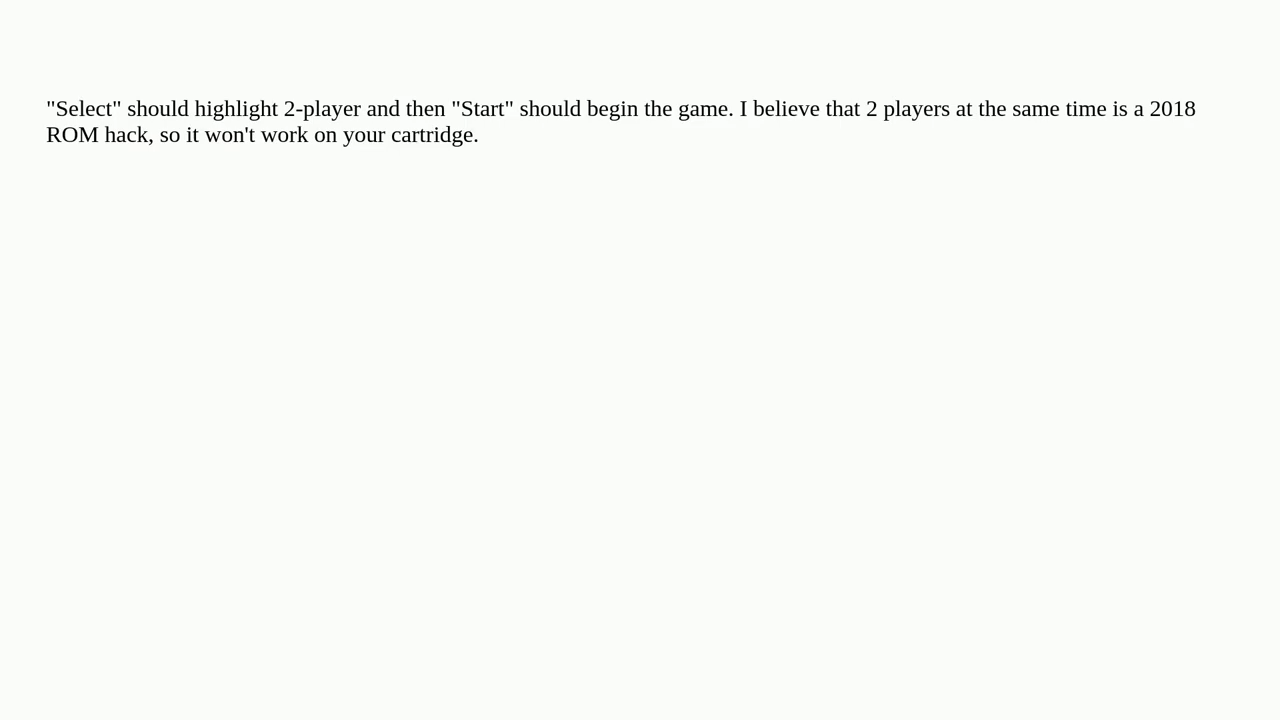 "Select" should highlight 2-player and then "Start" should begin the game. I believe that 2 players at the same time is a 2018
ROM hack, so it won't work on your cartridge.